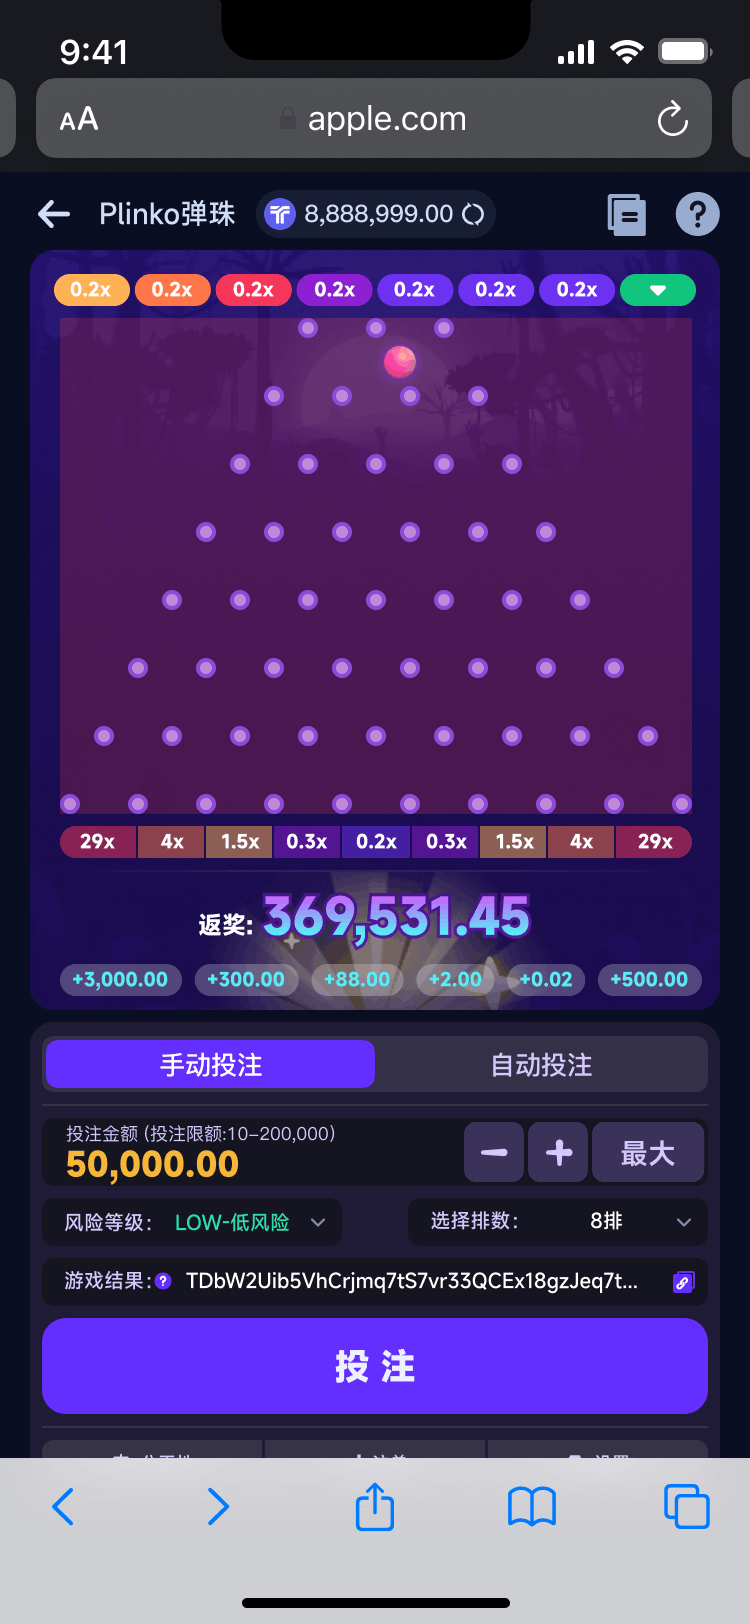 9:41
AA apple.com
Plinko弹珠 8,888,999.00
0.2x 0.2x 0.2x 0.2x 0.2x 0.2x 0.2x
29x 4x 1.5x 0.3x 0.2x 0.3x 1.5x 4x 29x
返奖: 369,531.45
+3,000.00 +300.00 +88.00 +2.00 +0.02 +500.00
手动投注 自动投注
投注金额 (投注限额:10–200,000)
50,000.00 最大
风险等级： LOW-低风险 选择排数： 8排
游戏结果: TDbW2Uib5VhCrjmq7tS7vr33QCEx18gzJeq7t...
投 注